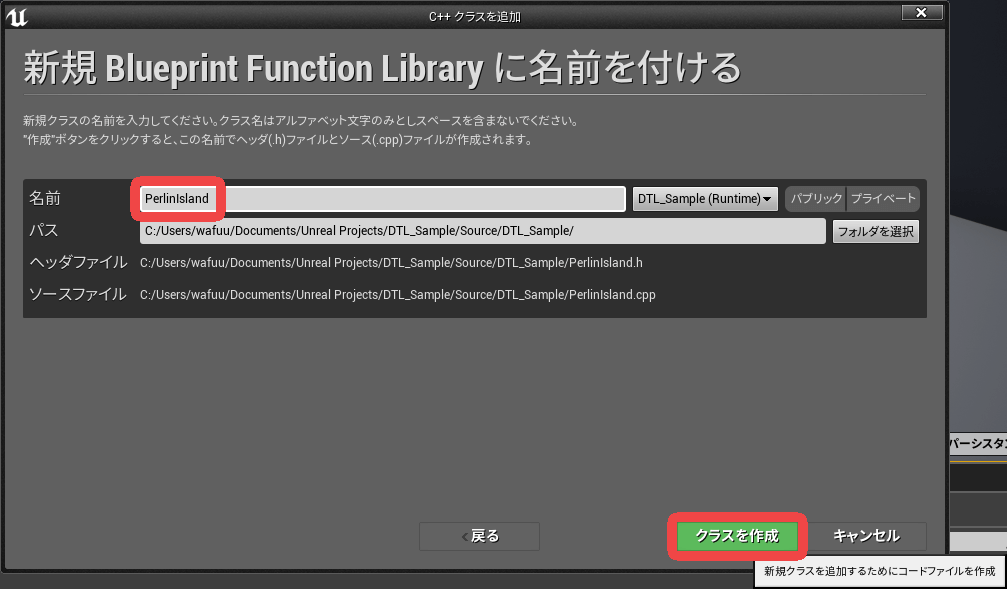 C++ クラスを追加
新規 Blueprint Function Library に名前を付ける
新規クラスの名前を入力してください。クラス名はアルファベット文字のみとしスペースを含まないでください。
"作成"ボタンをクリックすると、この名前でヘッダ(.h)ファイルとソース(.cpp)ファイルが作成されます。
名前 PerlinIsland DTL_Sample (Runtime) パブリック プライベート
パス C:/Users/wafuu/Documents/Unreal Projects/DTL_Sample/Source/DTL_Sample/ フォルダを選択
ヘッダファイル C:/Users/wafuu/Documents/Unreal Projects/DTL_Sample/Source/DTL_Sample/PerlinIsland.h
ソースファイル C:/Users/wafuu/Documents/Unreal Projects/DTL_Sample/Source/DTL_Sample/PerlinIsland.cpp
パーシスタン
戻る クラスを作成 キャンセル
新規クラスを追加するためにコードファイルを作成